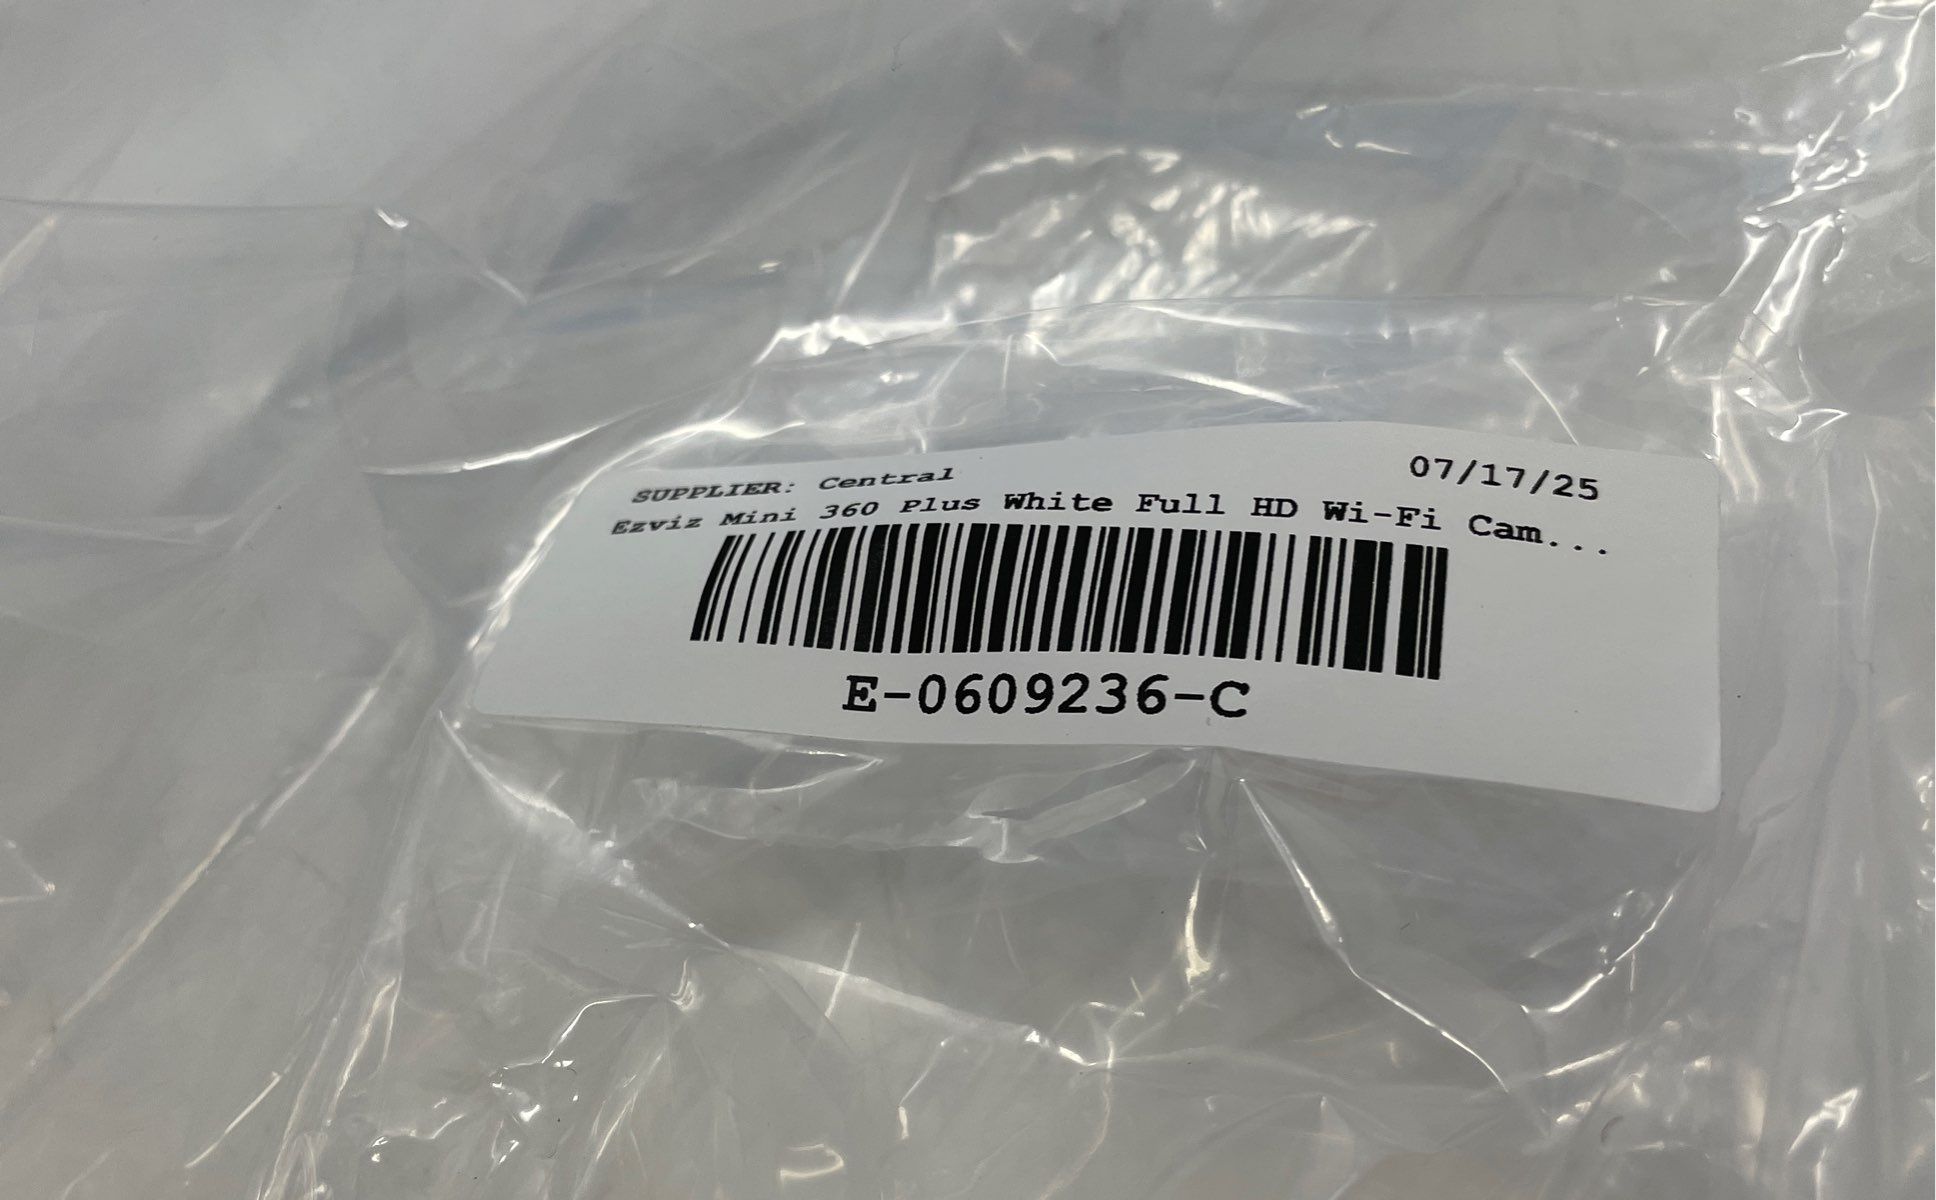 SUPPLIER: Central 07/17/25
Ezviz Mini 360 Plus White Full HD Wi-Fi Cam...
E-0609236-C